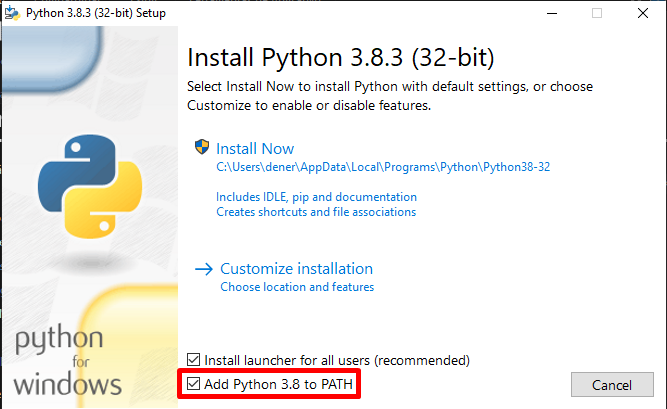 Python 3.8.3 (32-bit) Setup
Install Python 3.8.3 (32-bit)
Select Install Now to install Python with default settings, or choose
Customize to enable or disable features.
Install Now
C:\Users\dener\AppData\Local\Programs\Python\Python38-32
Includes IDLE, pip and documentation
Creates shortcuts and file associations
Customize installation
Choose location and features
python
for
windows
Install launcher for all users (recommended)
Add Python 3.8 to PATH
Cancel